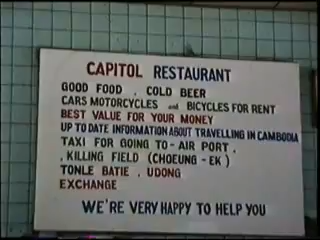 CAPITOL RESTAURANT
GOOD FOOD . COLD BEER
CARS MOTORCYCLES and BICYCLES FOR RENT
BEST VALUE FOR YOUR MONEY
UP TO DATE INFORMATION ABOUT TRAVELLING IN CAMBODIA
TAXI FOR GOING TO - AIR PORT .
. KILLING FIELD (CHOEUNG - EK)
TONLE BATIE . UDONG
EXCHANGE
WE'RE VERY HAPPY TO HELP YOU